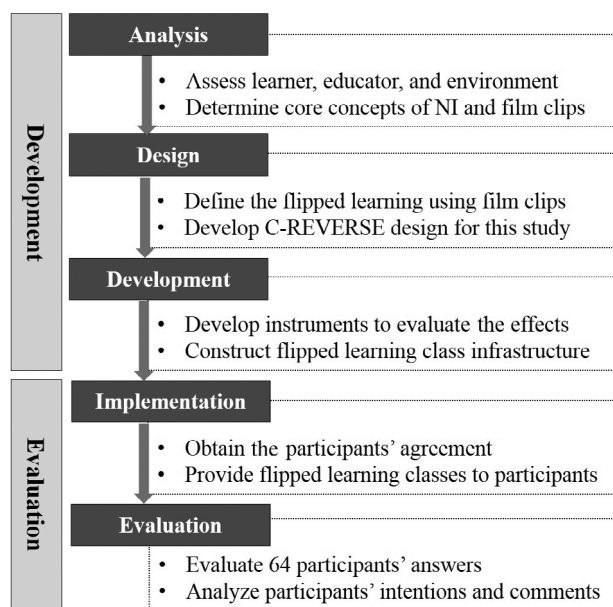 Development
Analysis
• Assess learner, educator, and environment
• Determine core concepts of NI and film clips
Design
• Define the flipped learning using film clips
• Develop C-REVERSE design for this study
Development
• Develop instruments to evaluate the effects
• Construct flipped learning class infrastructure
Evaluation
Implementation
• Obtain the participants’ agreement
• Provide flipped learning classes to participants
Evaluation
• Evaluate 64 participants’ answers
• Analyze participants’ intentions and comments